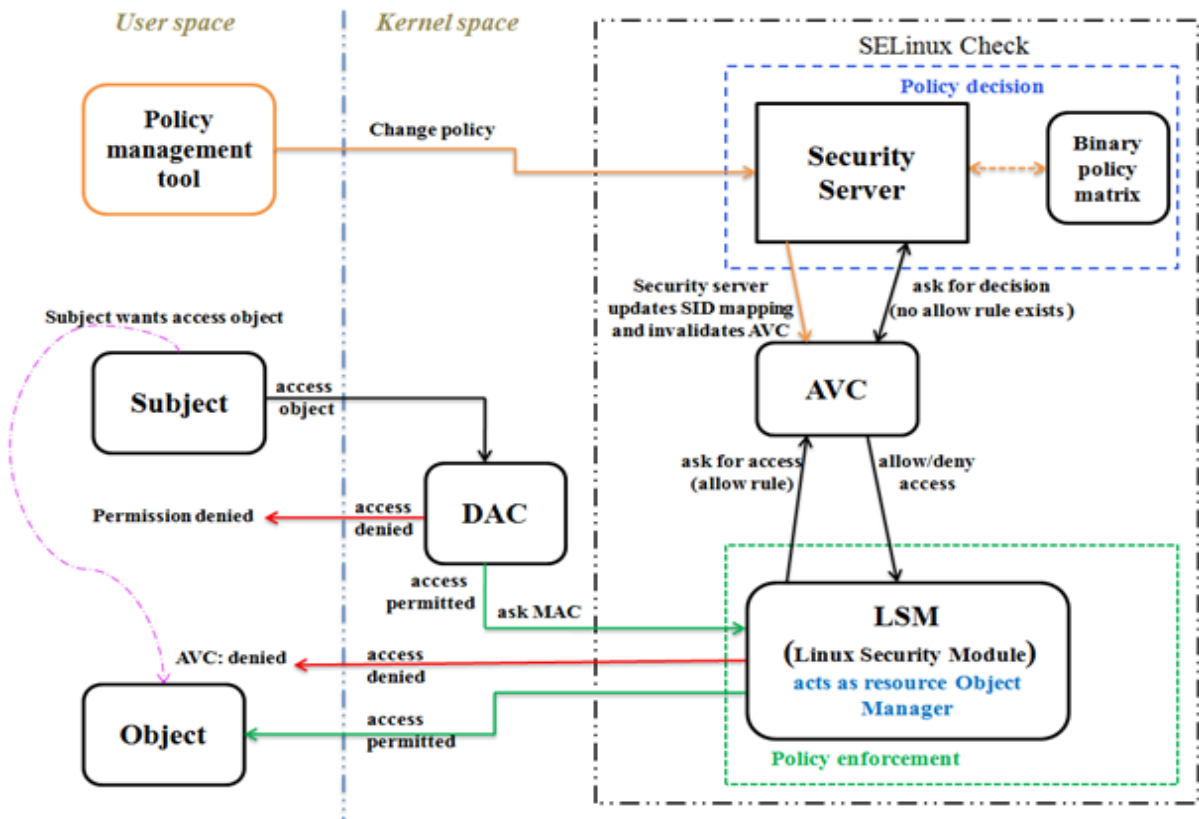 User space
Kernel space
SELinux Check
Policy decision
Policy
management
tool
Change policy
Security
Server
Binary
policy
matrix
Security server
updates SID mapping
and invalidates AVC
ask for decision
(no allow rule exists )
Subject wants access object
Subject
access
object
AVC
ask for access
(allow rule)
allow/deny
access
DAC
Permission denied
access
denied
access
permitted
ask MAC
LSM
(Linux Security Module)
acts as resource Object
Manager
AVC: denied
access
denied
Object
access
permitted
Policy enforcement